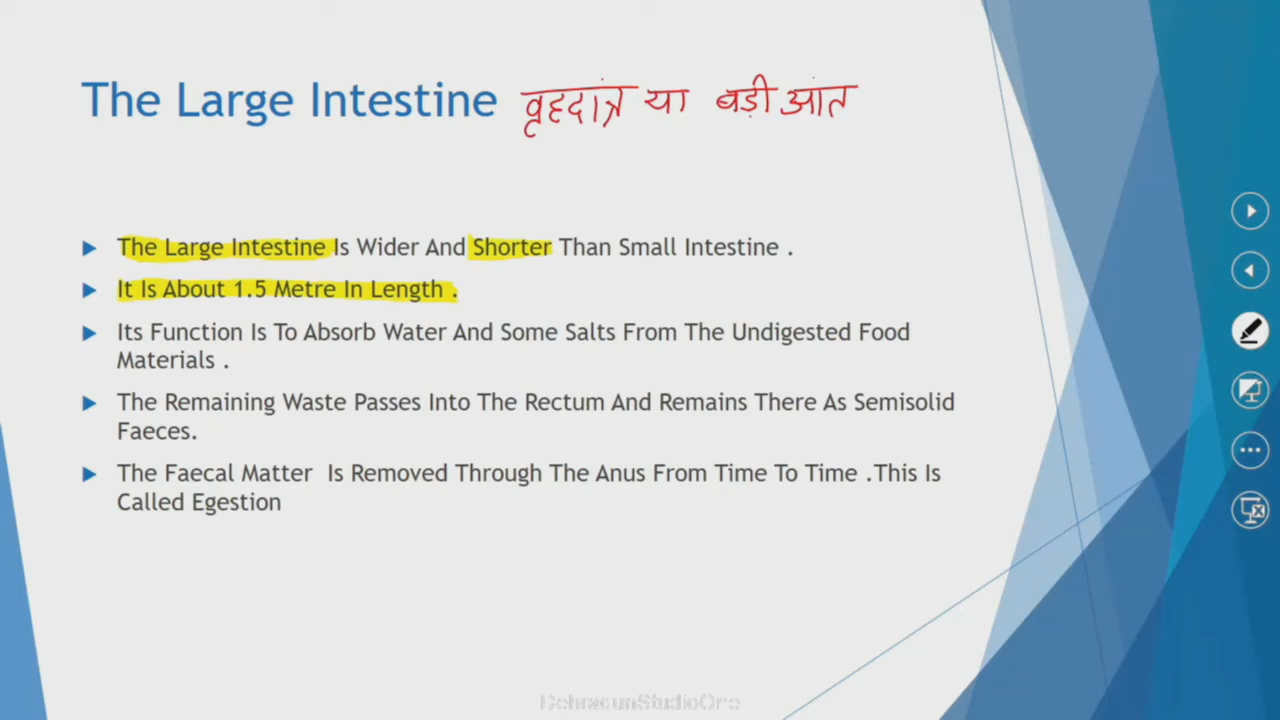 The Large Intestine वृहदांत्र या बड़ी आंत
The Large Intestine Is Wider And Shorter Than Small Intestine .
It Is About 1.5 Metre In Length .
Its Function Is To Absorb Water And Some Salts From The Undigested Food
Materials .
The Remaining Waste Passes Into The Rectum And Remains There As Semisolid
Faeces.
The Faecal Matter  Is Removed Through The Anus From Time To Time .This Is
Called Egestion
DehradunStudioOne